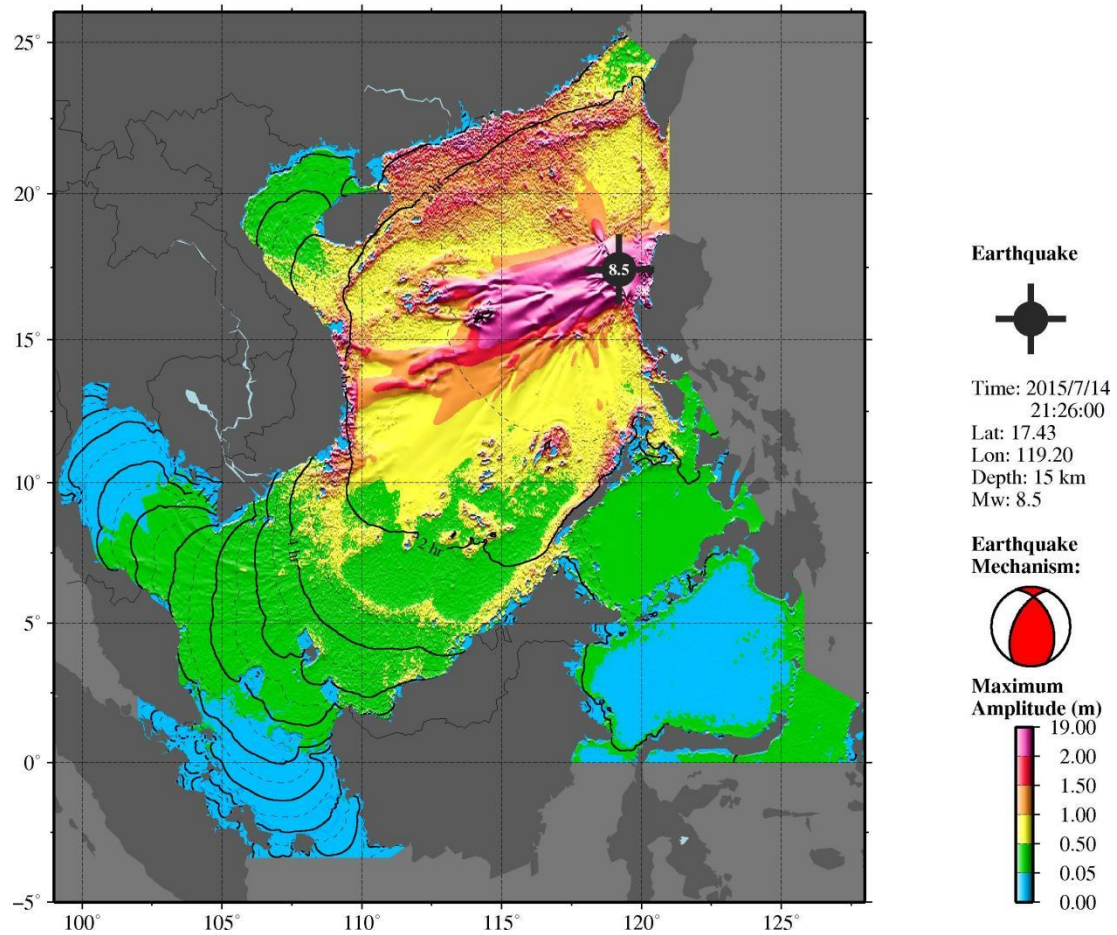 25°
20°
15°
10°
5°
0°
−5°
100°
105°
110°
115°
120°
125°
8.5
2 hr
Earthquake
Time: 2015/7/14
21:26:00
Lat: 17.43
Lon: 119.20
Depth: 15 km
Mw: 8.5
Earthquake
Mechanism:
Maximum
Amplitude (m)
19.00
2.00
1.50
1.00
0.50
0.05
0.00